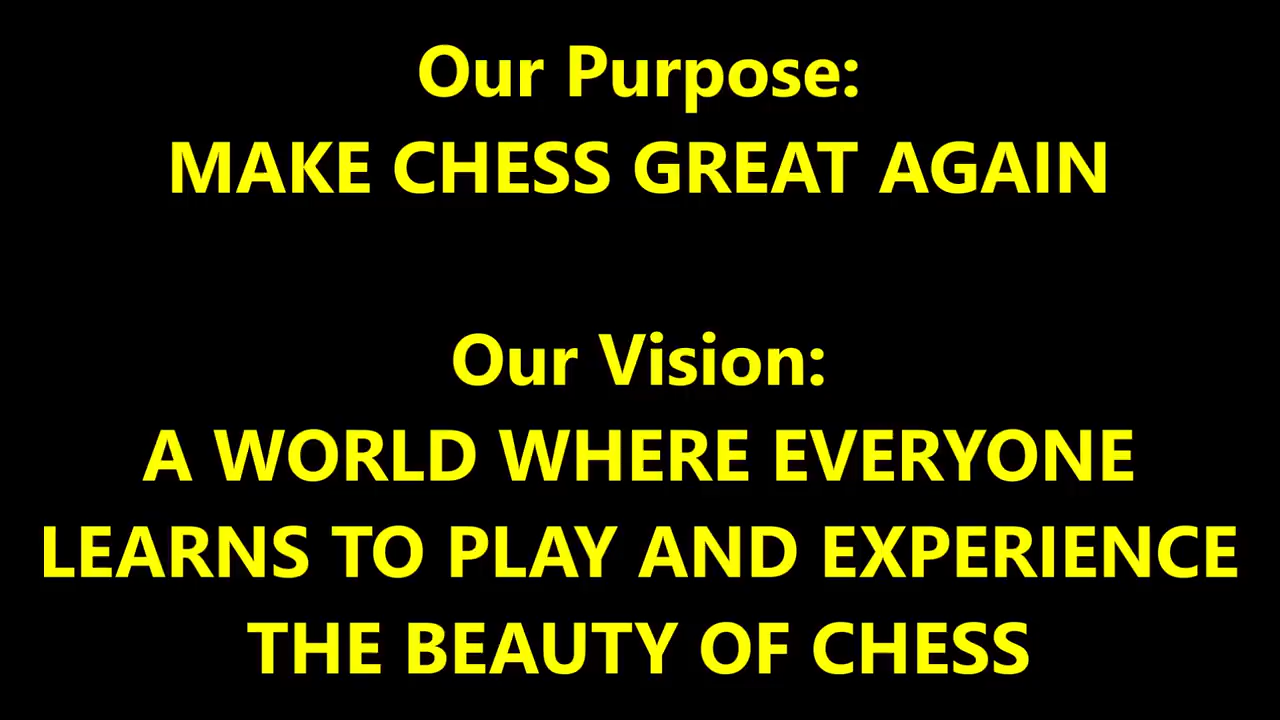 Our Purpose:
MAKE CHESS GREAT AGAIN
Our Vision:
A WORLD WHERE EVERYONE
LEARNS TO PLAY AND EXPERIENCE
THE BEAUTY OF CHESS